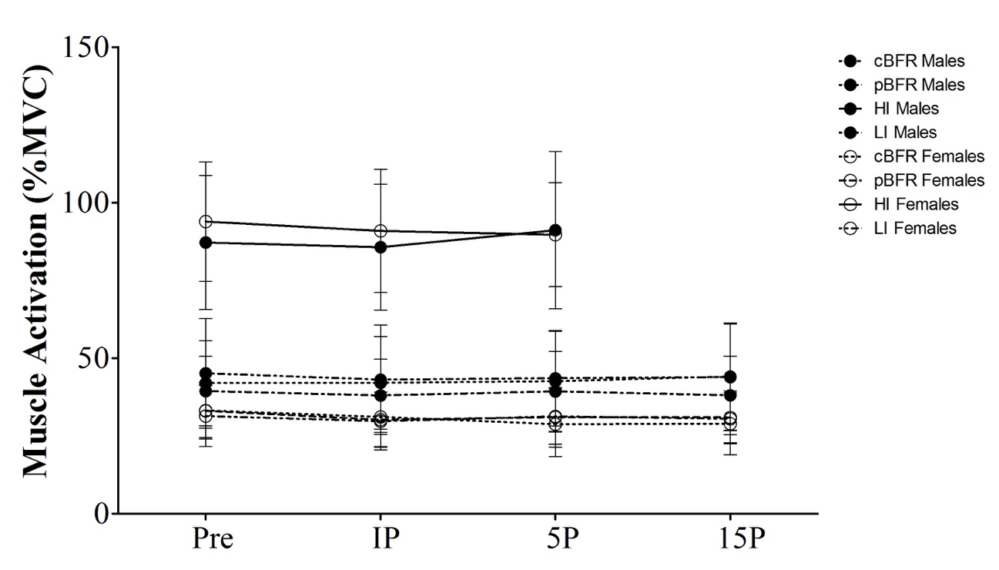 Muscle Activation (%MVC)
150
100
50
0
Pre IP 5P 15P
cBFR Males
pBFR Males
HI Males
LI Males
cBFR Females
pBFR Females
HI Females
LI Females